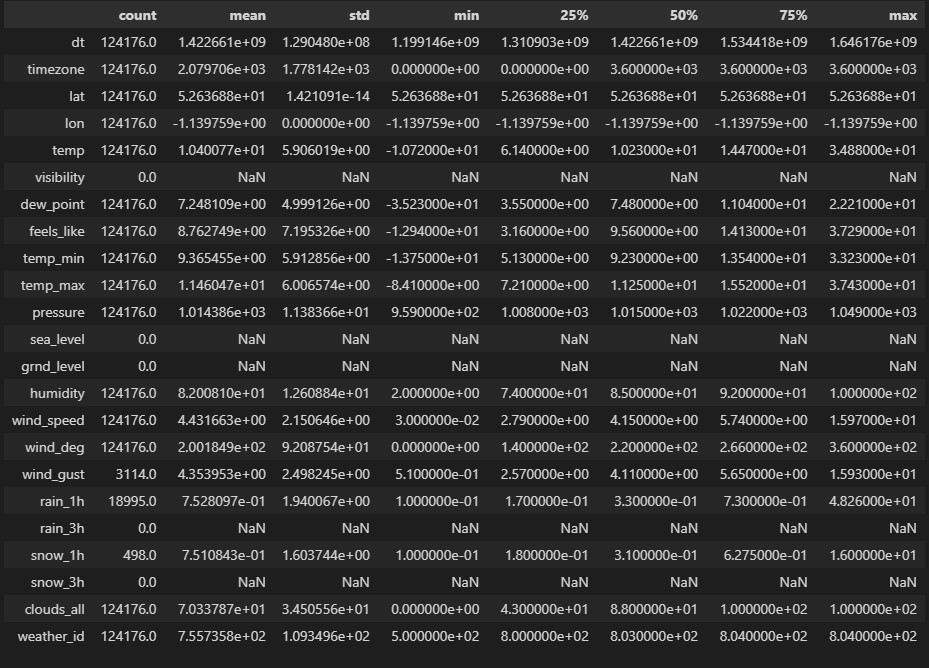 count mean std min 25% 50% 75% max
dt 124176.0 1.422661e+09 1.290480e+08 1.199146e+09 1.310903e+09 1.422661e+09 1.534418e+09 1.646176e+09
timezone 124176.0 2.079706e+03 1.778142e+03 0.000000e+00 0.000000e+00 3.600000e+03 3.600000e+03 3.600000e+03
lat 124176.0 5.263688e+01 1.421091e-14 5.263688e+01 5.263688e+01 5.263688e+01 5.263688e+01 5.263688e+01
lon 124176.0 -1.139759e+00 0.000000e+00 -1.139759e+00 -1.139759e+00 -1.139759e+00 -1.139759e+00 -1.139759e+00
temp 124176.0 1.040077e+01 5.906019e+00 -1.072000e+01 6.140000e+00 1.023000e+01 1.447000e+01 3.488000e+01
visibility 0.0 NaN NaN NaN NaN NaN NaN NaN
dew_point 124176.0 7.248109e+00 4.999126e+00 -3.523000e+01 3.550000e+00 7.480000e+00 1.104000e+01 2.221000e+01
feels_like 124176.0 8.762749e+00 7.195326e+00 -1.294000e+01 3.160000e+00 9.560000e+00 1.413000e+01 3.729000e+01
temp_min 124176.0 9.365455e+00 5.912856e+00 -1.375000e+01 5.130000e+00 9.230000e+00 1.354000e+01 3.323000e+01
temp_max 124176.0 1.146047e+01 6.006574e+00 -8.410000e+00 7.210000e+00 1.125000e+01 1.552000e+01 3.743000e+01
pressure 124176.0 1.014386e+03 1.138366e+01 9.590000e+02 1.008000e+03 1.015000e+03 1.022000e+03 1.049000e+03
sea_level 0.0 NaN NaN NaN NaN NaN NaN NaN
grnd_level 0.0 NaN NaN NaN NaN NaN NaN NaN
humidity 124176.0 8.200810e+01 1.260884e+01 2.000000e+00 7.400000e+01 8.500000e+01 9.200000e+01 1.000000e+02
wind_speed 124176.0 4.431663e+00 2.150646e+00 3.000000e-02 2.790000e+00 4.150000e+00 5.740000e+00 1.597000e+01
wind_deg 124176.0 2.001849e+02 9.208754e+01 0.000000e+00 1.400000e+02 2.200000e+02 2.660000e+02 3.600000e+02
wind_gust 3114.0 4.353953e+00 2.498245e+00 5.100000e-01 2.570000e+00 4.110000e+00 5.650000e+00 1.593000e+01
rain_1h 18995.0 7.528097e-01 1.940067e+00 1.000000e-01 1.700000e-01 3.300000e-01 7.300000e-01 4.826000e+01
rain_3h 0.0 NaN NaN NaN NaN NaN NaN NaN
snow_1h 498.0 7.510843e-01 1.603744e+00 1.000000e-01 1.800000e-01 3.100000e-01 6.275000e-01 1.600000e+01
snow_3h 0.0 NaN NaN NaN NaN NaN NaN NaN
clouds_all 124176.0 7.033787e+01 3.450556e+01 0.000000e+00 4.300000e+01 8.800000e+01 1.000000e+02 1.000000e+02
weather_id 124176.0 7.557358e+02 1.093496e+02 5.000000e+02 8.000000e+02 8.030000e+02 8.040000e+02 8.040000e+02